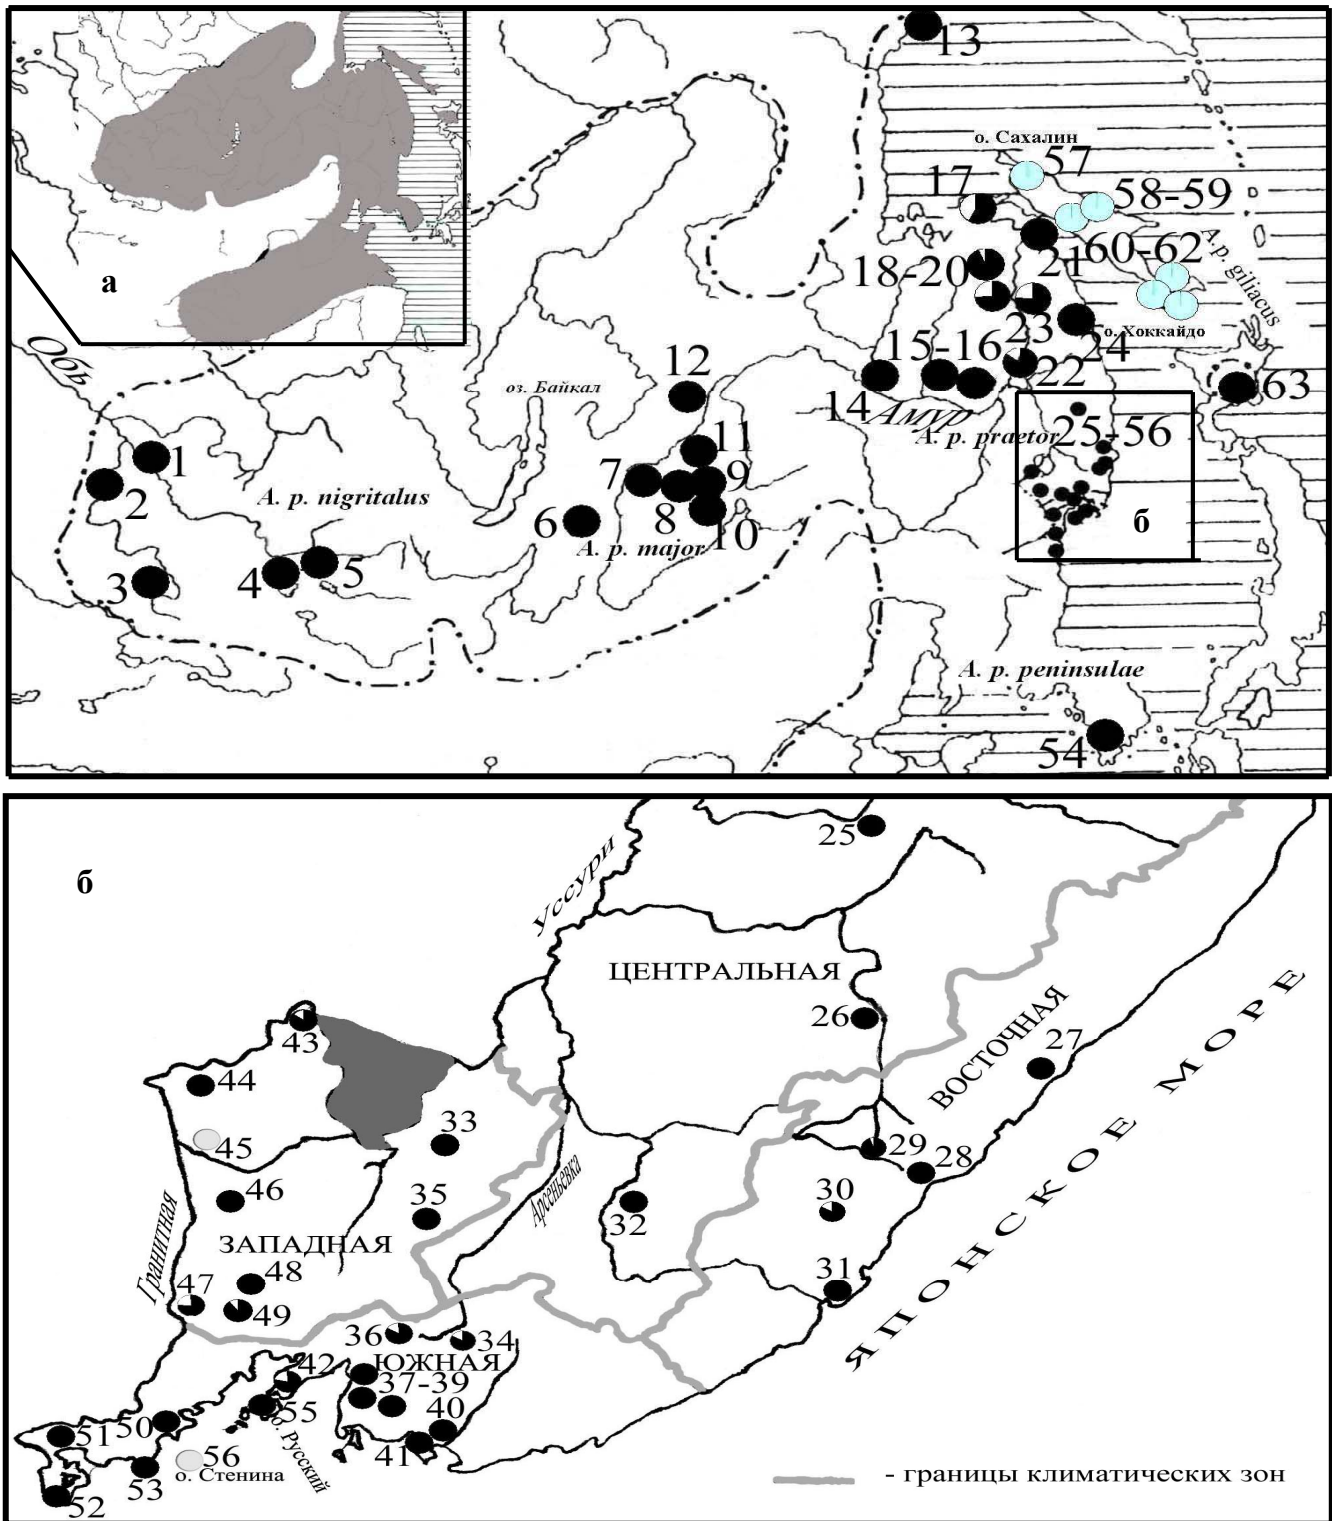 13
о. Сахалин
57
17
58-59
а
18-20
21
60-62
A.p. giliacus
Обь
23
о. Хоккайдо
24
12
15-16
оз. Байкал
22
63
14
Амур
1
11
A. p. praetor
25-56
2
A. p. nigritalus
7
9
6
8
10
б
3
4
5
A. p. major
A. p. peninsulae
54
25
б
Уссури
ЦЕНТРАЛЬНАЯ
26
43
ВОСТОЧНАЯ
27
44
33
45
29
28
ЯПОНСКОЕ МОРЕ
46
35
Арсеньевка
32
30
Гранитная
ЗАПАДНАЯ
48
31
47
49
36
34
42
ЮЖНАЯ
37-39
50
55
40
51
о. Русский
41
56
53
о. Стенина
- границы климатических зон
52